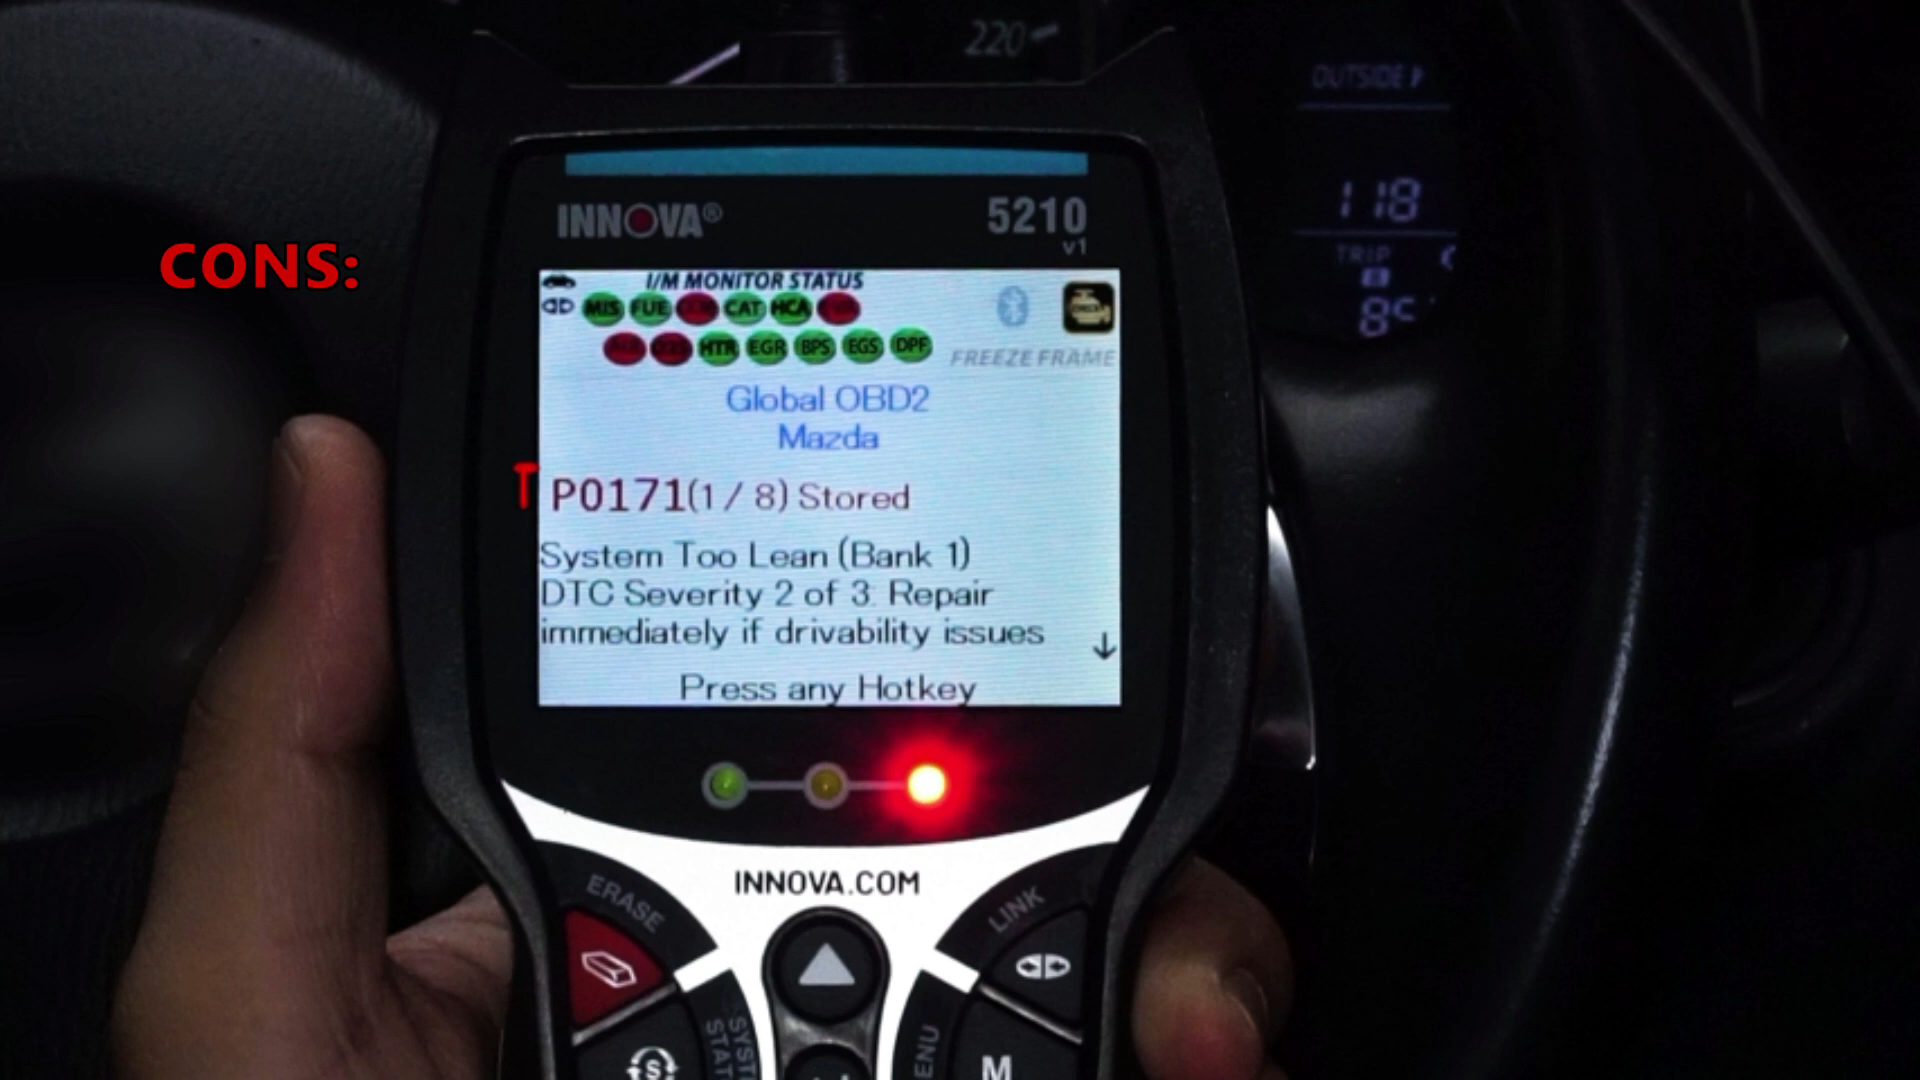 220
OUTSIDE
118
TRIP
B
INNOVA®
5210
v1
CONS:
I/M MONITOR STATUS
MIS FUE CAT HCA
HTR EGR BPS EGS DPF
FREEZE FRAME
Global OBD2
Mazda
T
P0171(1 / 8) Stored
System Too Lean (Bank 1)
DTC Severity 2 of 3: Repair
immediately if drivability issues
Press any Hotkey
INNOVA.COM
ERASE
LINK
M